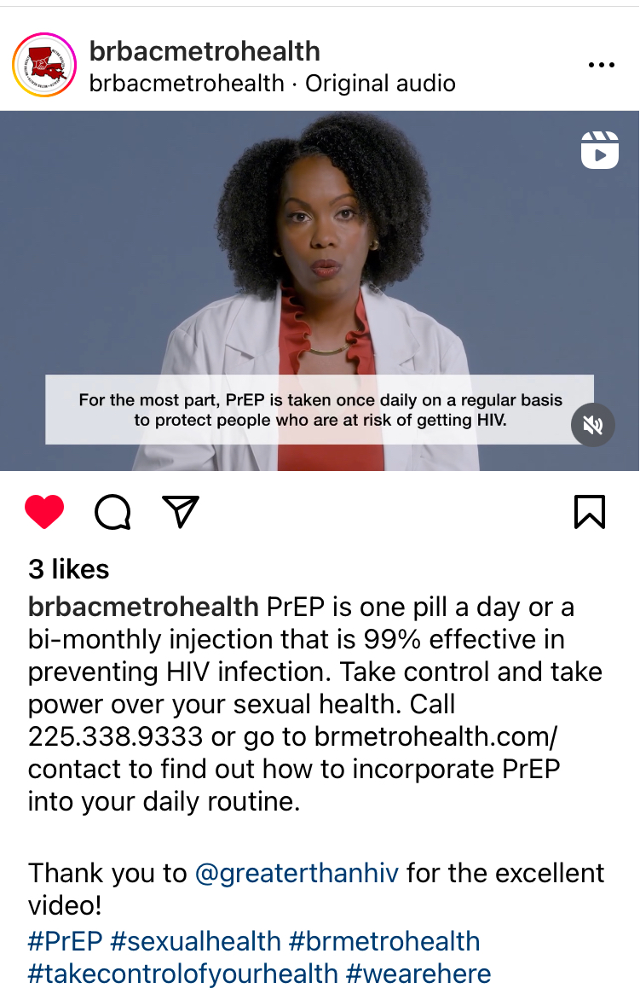 brbacmetrohealth
brbacmetrohealth · Original audio
For the most part, PrEP is taken once daily on a regular basis
to protect people who are at risk of getting HIV.
3 likes
brbacmetrohealth PrEP is one pill a day or a
bi-monthly injection that is 99% effective in
preventing HIV infection. Take control and take
power over your sexual health. Call
225.338.9333 or go to brmetrohealth.com/
contact to find out how to incorporate PrEP
into your daily routine.
Thank you to @greaterthanhiv for the excellent
video!
#PrEP #sexualhealth #brmetrohealth
#takecontrolofyourhealth #wearehere